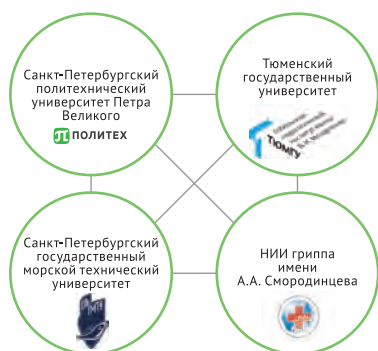 Санкт-Петербургский
политехнический
университет Петра
Великого
ПОЛИТЕХ
Тюменский
государственный
университет
ТЮМГУ
Санкт-Петербургский
государственный
морской технический
университет
НИИ гриппа
имени
А.А. Смородинцева